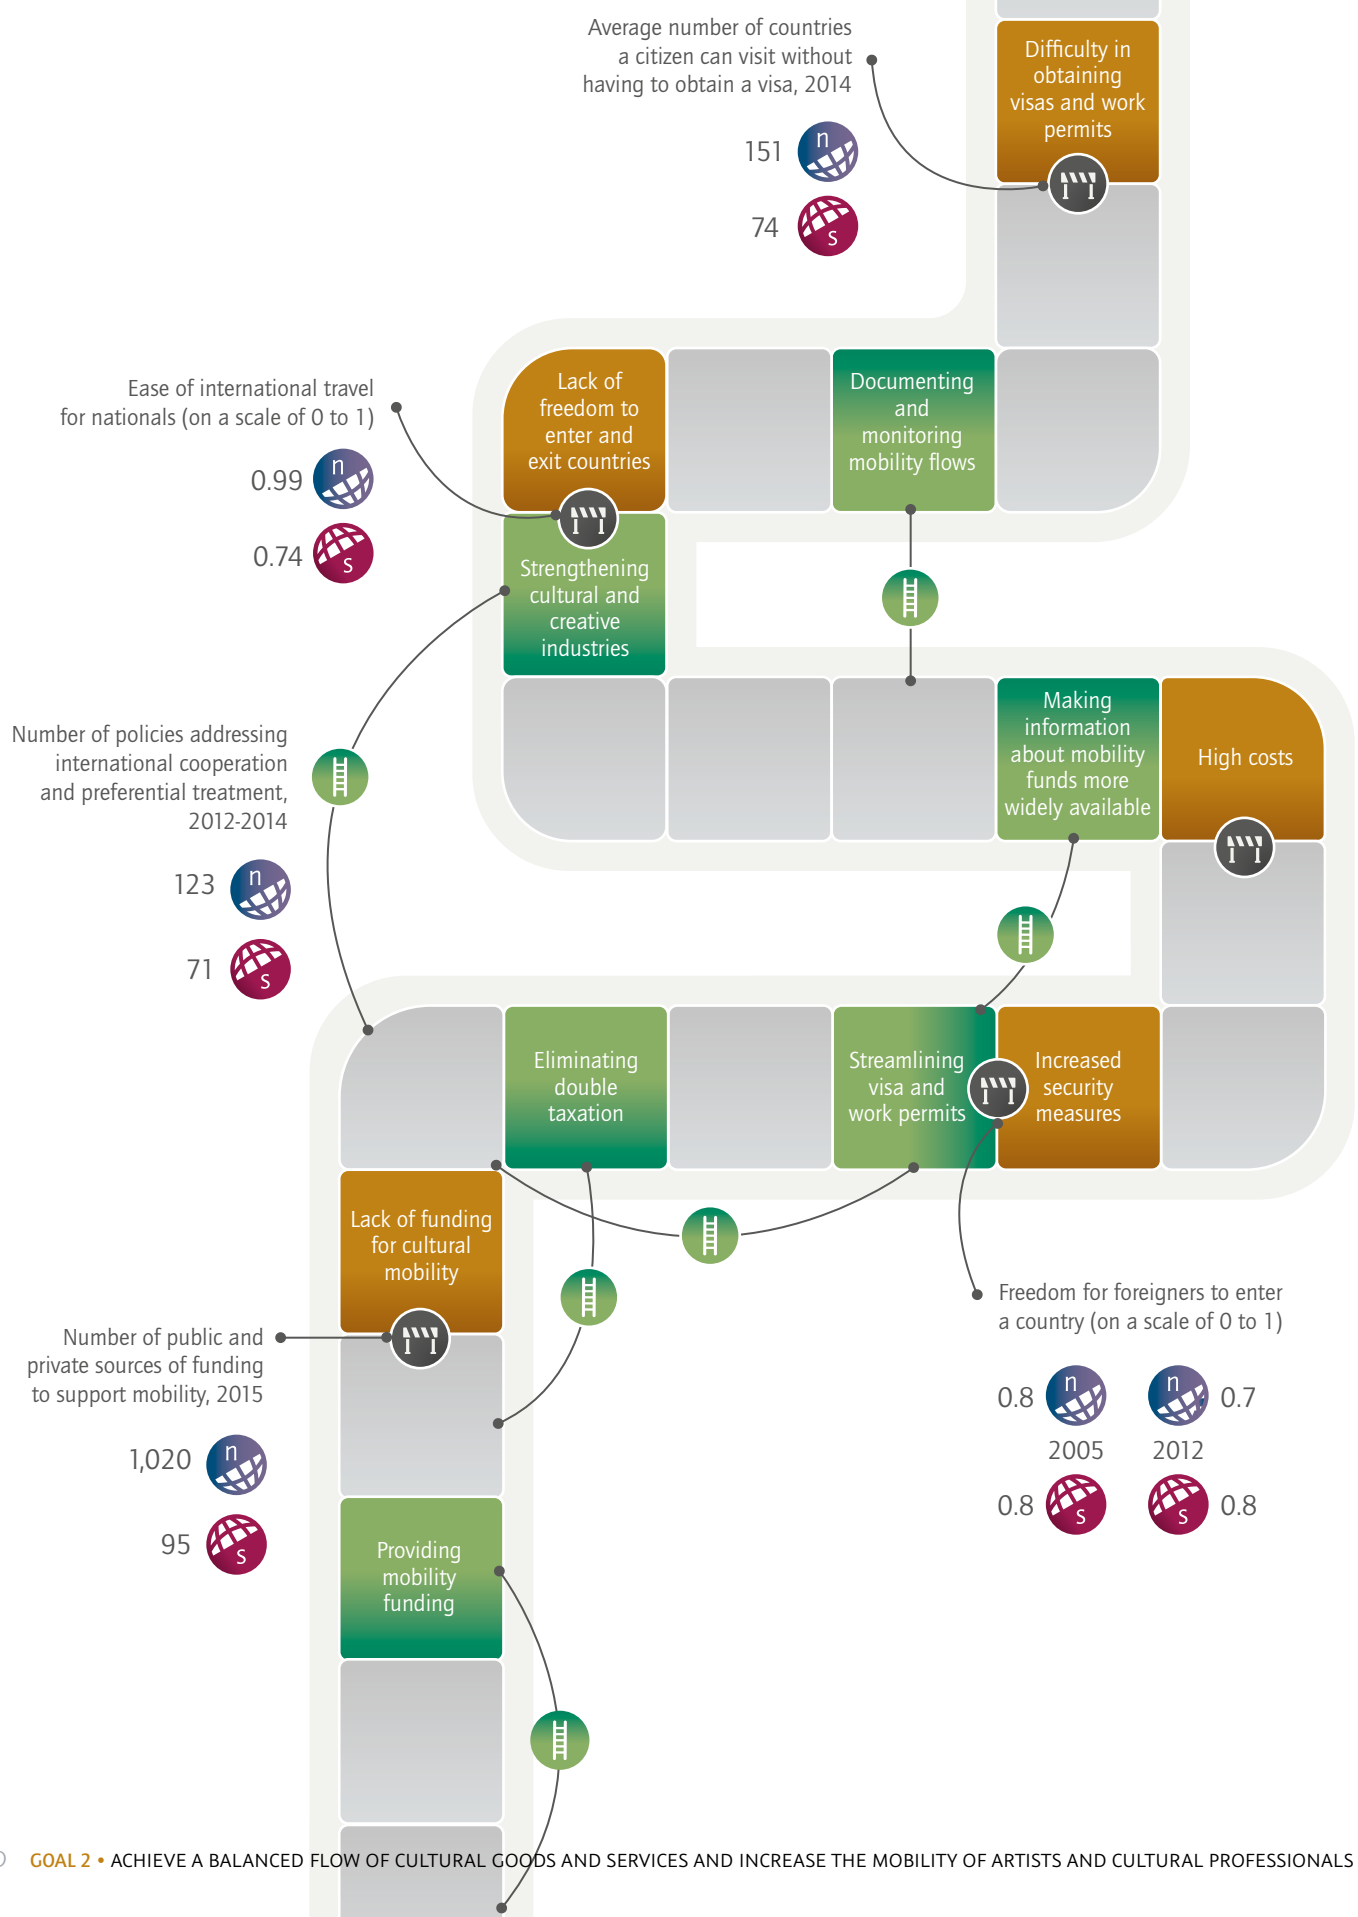 Average number of countries
a citizen can visit without
having to obtain a visa, 2014
151
n
74
s
Difficulty in
obtaining
visas and work
permits
Ease of international travel
for nationals (on a scale of 0 to 1)
0.99
n
0.74
s
Lack of
freedom to
enter and
exit countries
Documenting
and
monitoring
mobility flows
Strengthening
cultural and
creative
industries
Number of policies addressing
international cooperation
and preferential treatment,
2012-2014
123
n
71
s
Making
information
about mobility
funds more
widely available
High costs
Eliminating
double
taxation
Streamlining
visa and
work permits
Increased
security
measures
Lack of funding
for cultural
mobility
Number of public and
private sources of funding
to support mobility, 2015
1,020
n
95
s
Freedom for foreigners to enter
a country (on a scale of 0 to 1)
0.8
n
n
0.7
2005
2012
0.8
s
s
0.8
Providing
mobility
funding
GOAL 2 • ACHIEVE A BALANCED FLOW OF CULTURAL GOODS AND SERVICES AND INCREASE THE MOBILITY OF ARTISTS AND CULTURAL PROFESSIONALS